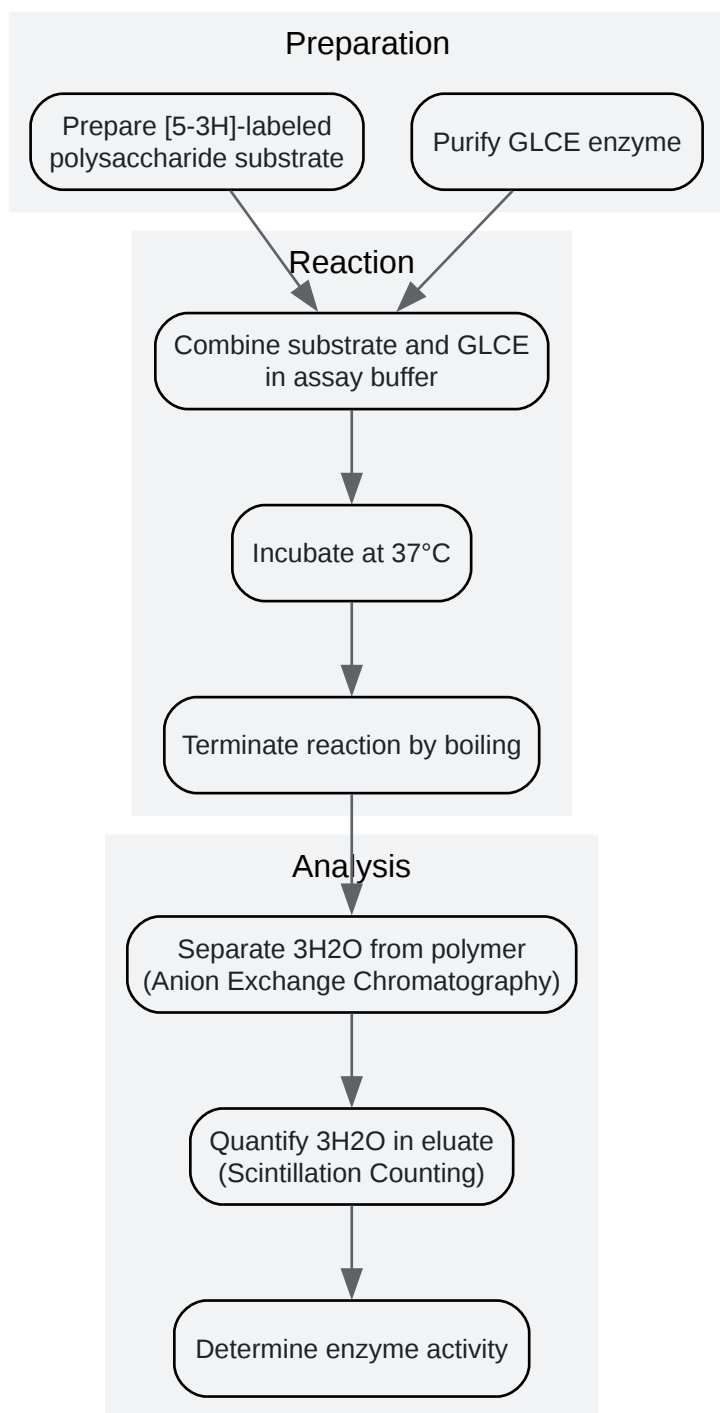 Preparation
Prepare [5-3H]-labeled
polysaccharide substrate
Purify GLCE enzyme
Reaction
Combine substrate and GLCE
in assay buffer
Incubate at 37°C
Terminate reaction by boiling
Analysis
Separate 3H2O from polymer
(Anion Exchange Chromatography)
Quantify 3H2O in eluate
(Scintillation Counting)
Determine enzyme activity